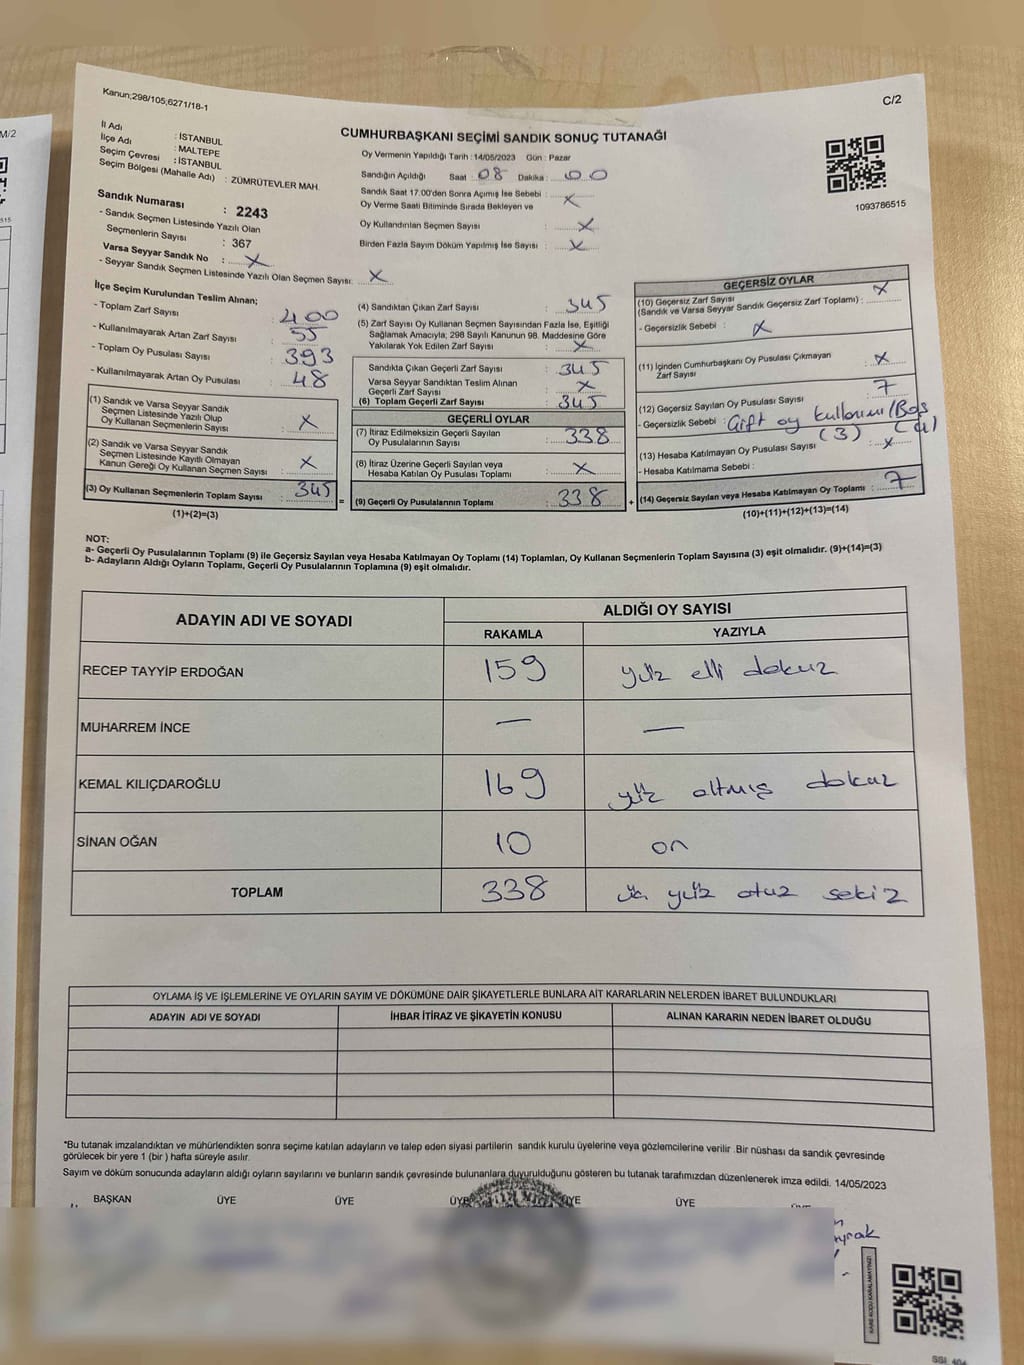 M/2
515
Kanun;298/105;6271/18-1
C/2
İl Adı : İSTANBUL
İlçe Adı : MALTEPE
Seçim Çevresi : İSTANBUL
Seçim Bölgesi (Mahalle Adı) : ZÜMRÜTEVLER MAH.
CUMHURBAŞKANI SEÇİMİ SANDIK SONUÇ TUTANAĞI
Oy Vermenin Yapıldığı Tarih : 14/05/2023 Gün : Pazar
Sandığın Açıldığı Saat : 08 Dakika : 00
Sandık Saat 17:00'den Sonra Açımış İse Sebebi :
Oy Verme Saati Bitiminde Sırada Bekleyen ve X
Oy Kullandırılan Seçmen Sayısı : X
Birden Fazla Sayım Döküm Yapılmış İse Sayısı : X
1093786515
Sandık Numarası : 2243
- Sandık Seçmen Listesinde Yazılı Olan
Seçmenlerin Sayısı : 367
Varsa Seyyar Sandık No : X
- Seyyar Sandık Seçmen Listesinde Yazılı Olan Seçmen Sayısı: X
İlçe Seçim Kurulundan Teslim Alınan;
- Toplam Zarf Sayısı : 400
- Kullanılmayarak Artan Zarf Sayısı : 55
- Toplam Oy Pusulası Sayısı : 393
- Kullanılmayarak Artan Oy Pusulası : 48
(1) Sandık ve Varsa Seyyar Sandık
Seçmen Listesinde Yazılı Olup
Oy Kullanan Seçmenlerin Sayısı : X
(2) Sandık ve Varsa Seyyar Sandık
Seçmen Listesinde Kayıtlı Olmayan
Kanun Gereği Oy Kullanan Seçmen Sayısı : X
(3) Oy Kullanan Seçmenlerin Toplam Sayısı : 345 =
(1)+(2)=(3)
(4) Sandıktan Çıkan Zarf Sayısı : 345
(5) Zarf Sayısı Oy Kullanan Seçmen Sayısından Fazla İse, Eşitliği
Sağlamak Amacıyla; 298 Sayılı Kanunun 98. Maddesine Göre
Yakılarak Yok Edilen Zarf Sayısı : X
Sandıkta Çıkan Geçerli Zarf Sayısı : 345
Varsa Seyyar Sandıktan Teslim Alınan
Geçerli Zarf Sayısı : X
(6) Toplam Geçerli Zarf Sayısı : 345
GEÇERLİ OYLAR
(7) İtiraz Edilmeksizin Geçerli Sayılan
Oy Pusulalarının Sayısı : 338
(8) İtiraz Üzerine Geçerli Sayılan veya
Hesaba Katılan Oy Pusulası Toplamı : X
(9) Geçerli Oy Pusulalarının Toplamı : 338 +
GEÇERSİZ OYLAR
(10) Geçersiz Zarf Sayısı X
(Sandık ve Varsa Seyyar Sandık Geçersiz Zarf Toplamı) :
- Geçersizlik Sebebi : X
(11) İçinden Cumhurbaşkanı Oy Pusulası Çıkmayan
Zarf Sayısı : X
(12) Geçersiz Sayılan Oy Pusulası Sayısı : 7
- Geçersizlik Sebebi : Çift oy kullanımı/Boş
(3) (4)
(13) Hesaba Katılmayan Oy Pusulası Sayısı : X
- Hesaba Katılmama Sebebi :
(14) Geçersiz Sayılan veya Hesaba Katılmayan Oy Toplamı : 7
(10)+(11)+(12)+(13)=(14)
NOT:
a- Geçerli Oy Pusulalarının Toplamı (9) ile Geçersiz Sayılan veya Hesaba Katılmayan Oy Toplamı (14) Toplamları, Oy Kullanan Seçmenlerin Toplam Sayısına (3) eşit olmalıdır. (9)+(14)=(3)
b- Adayların Aldığı Oyların Toplamı, Geçerli Oy Pusulalarının Toplamına (9) eşit olmalıdır.
ADAYIN ADI VE SOYADI ALDIĞI OY SAYISI
RAKAMLA YAZIYLA
RECEP TAYYİP ERDOĞAN 159 yüz elli dokuz
MUHARREM İNCE — —
KEMAL KILIÇDAROĞLU 169 yüz altmış dokuz
SİNAN OĞAN 10 on
TOPLAM 338 üç yüz otuz sekiz
OYLAMA İŞ VE İŞLEMLERİNE VE OYLARIN SAYIM VE DÖKÜMÜNE DAİR ŞİKAYETLERLE BUNLARA AİT KARARLARIN NELERDEN İBARET BULUNDUKLARI
ADAYIN ADI VE SOYADI İHBAR İTİRAZ VE ŞİKAYETİN KONUSU ALINAN KARARIN NEDEN İBARET OLDUĞU
*Bu tutanak imzalandıktan ve mühürlendikten sonra seçime katılan adayların ve talep eden siyasi partilerin sandık kurulu üyelerine veya gözlemcilerine verilir .Bir nüshası da sandık çevresinde
görülecek bir yere 1 (bir ) hafta süreyle asılır.
Sayım ve döküm sonucunda adayların aldığı oyların sayılarını ve bunların sandık çevresinde bulunanlara duyurulduğunu gösteren bu tutanak tarafımızdan düzenlenerek imza edildi. 14/05/2023
BAŞKAN ÜYE ÜYE ÜYE ÜYE ÜYE
KARE KODU KARALAMAYINIZ!